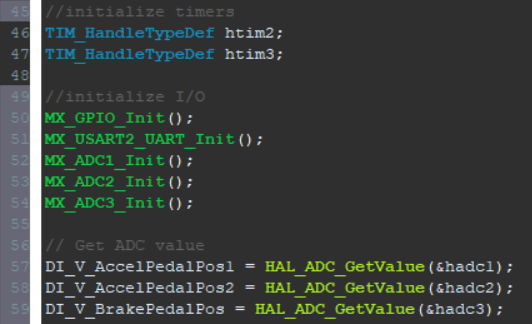 45 //initialize timers
46 TIM_HandleTypeDef htim2;
47 TIM_HandleTypeDef htim3;
48
49 //initialize I/O
50 MX_GPIO_Init();
51 MX_USART2_UART_Init();
52 MX_ADC1_Init();
53 MX_ADC2_Init();
54 MX_ADC3_Init();
55
56 // Get ADC value
57 DI_V_AccelPedalPos1 = HAL_ADC_GetValue(&hadc1);
58 DI_V_AccelPedalPos2 = HAL_ADC_GetValue(&hadc2);
59 DI_V_BrakePedalPos = HAL_ADC_GetValue(&hadc3);